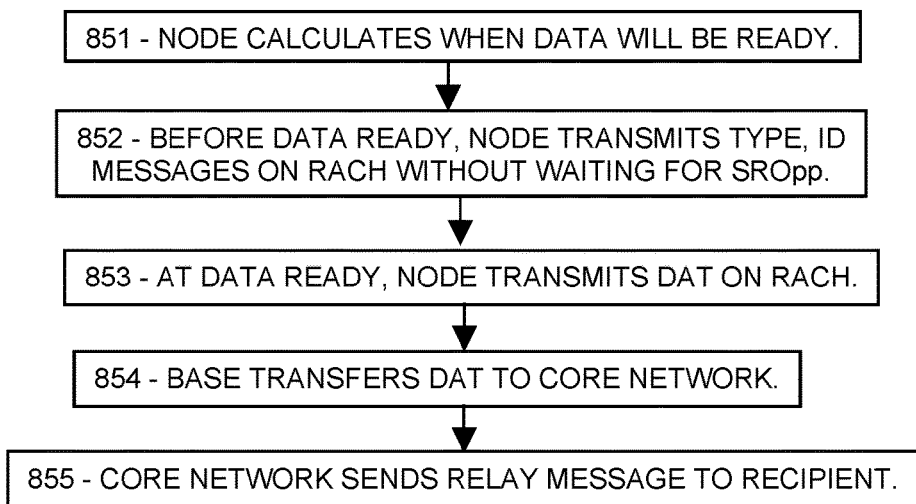 851 - NODE CALCULATES WHEN DATA WILL BE READY.
852 - BEFORE DATA READY, NODE TRANSMITS TYPE, ID
MESSAGES ON RACH WITHOUT WAITING FOR SROpp.
853 - AT DATA READY, NODE TRANSMITS DAT ON RACH.
854 - BASE TRANSFERS DAT TO CORE NETWORK.
855 - CORE NETWORK SENDS RELAY MESSAGE TO RECIPIENT.